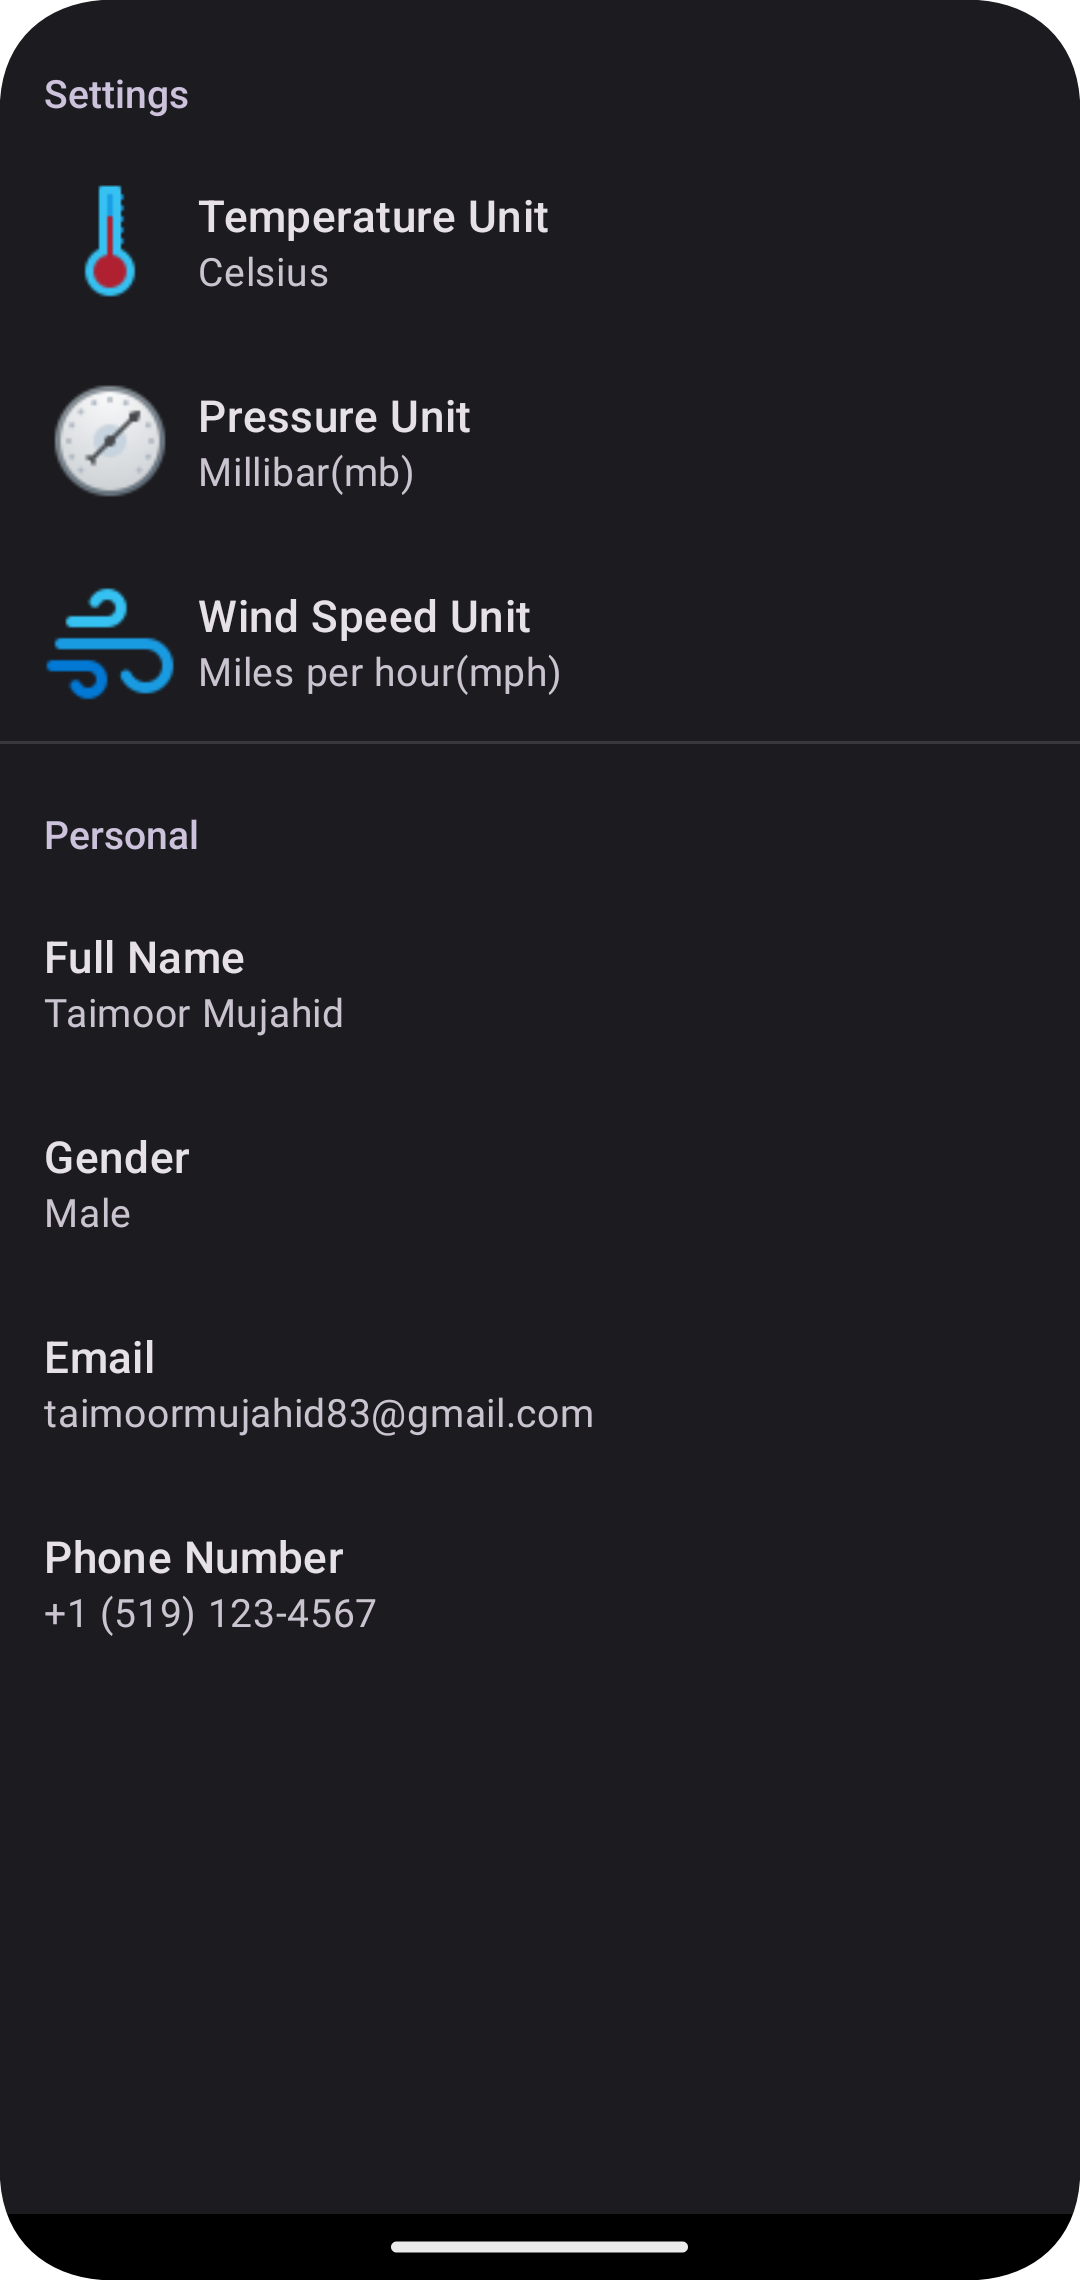 Settings
Temperature Unit
Celsius
Pressure Unit
Millibar(mb)
Wind Speed Unit
Miles per hour(mph)
Personal
Full Name
Taimoor Mujahid
Gender
Male
Email
taimoormujahid83@gmail.com
Phone Number
+1 (519) 123-4567